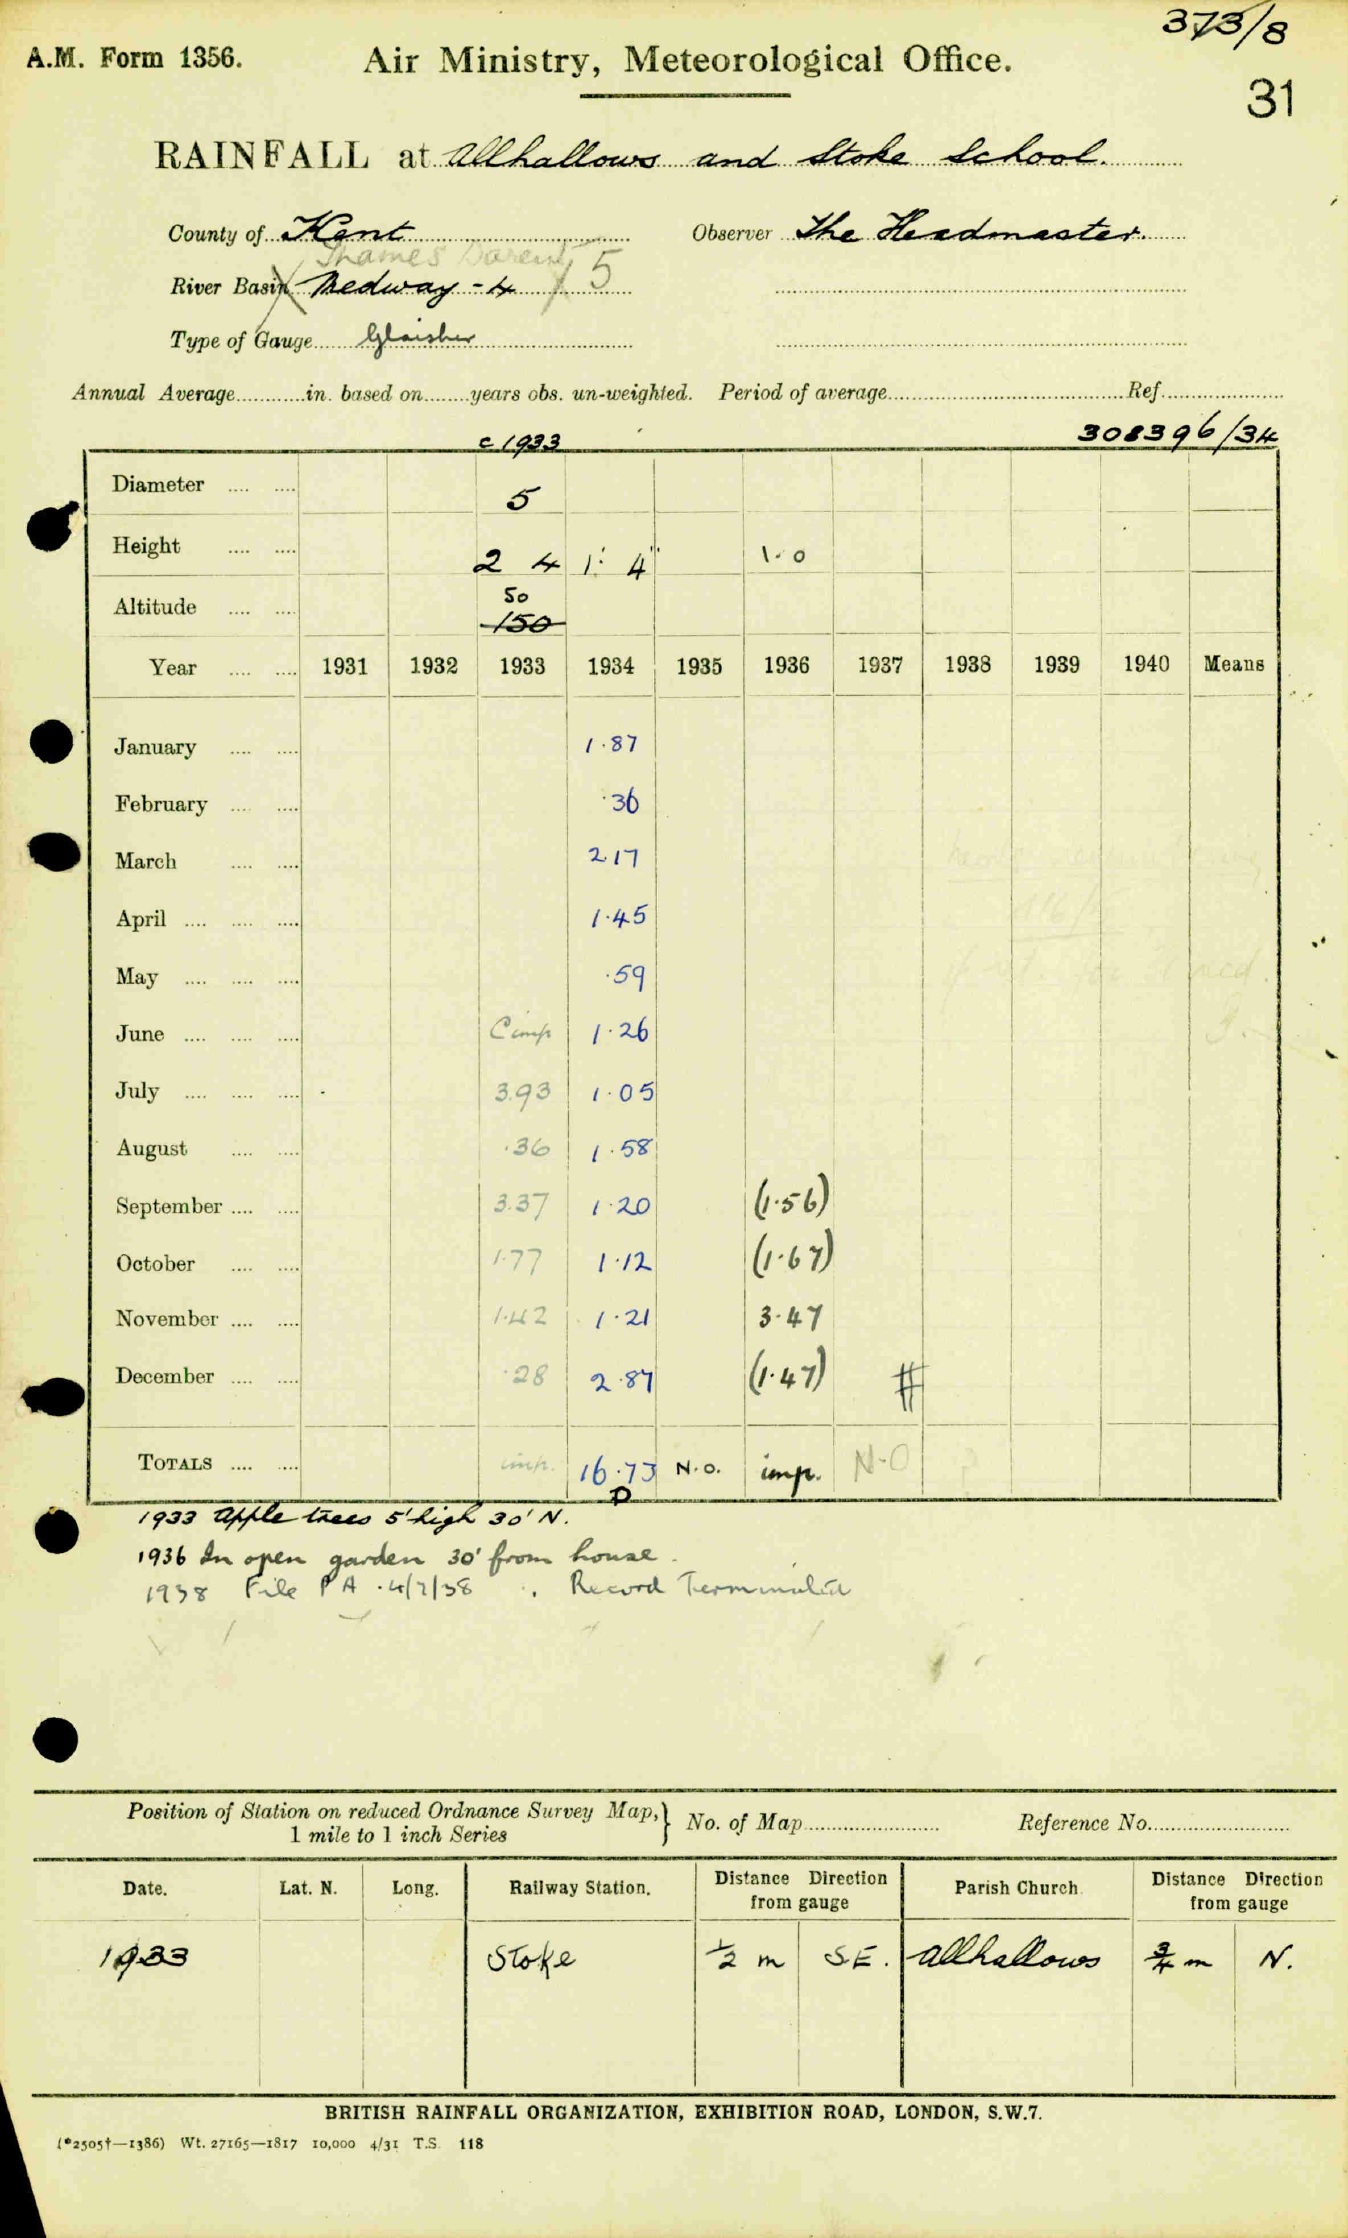 373/8
A.M. Form 1356. Air Ministry, Meteorological Office.
31
RAINFALL at Allhallows and Stoke School.
County of Kent Observer The Headmaster.
Thames Darent 5
River Basin Medway - 4
Type of Gauge Glaisher
Annual Average............in. based on........years obs. un-weighted. Period of average............Ref............
c 1933 308396/34
Diameter .... .... 5
Height .... .... 2 4 1' 4" 1·0
Altitude .... .... 50
150
Year .... .... 1931 1932 1933 1934 1935 1936 1937 1938 1939 1940 Means
January .... .... 1·87
February .... .... ·36
March .... .... 2.17
April .... .... .... 1·45
May .... .... .... ·59
June .... .... .... C imp 1·26
July .... .... .... 3.93 1·05
August .... .... ·36 1·58
September .... .... 3.37 1·20 (1·56)
October .... .... 1·77 1·12 (1·67)
November .... .... 1·42 1·21 3·47
December .... .... ·28 2·87 (1·47) #
TOTALS .... .... imp. 16·73 N.O. imp. N·O
D
1933 Apple trees 5' high 30' N.
1936 In open garden 30' from house.
1938 File P A . 4/7/38 Record Terminated
Position of Station on reduced Ordnance Survey Map,} No. of Map............ Reference No............
1 mile to 1 inch Series
Date. Lat. N. Long. Railway Station. Distance Direction from gauge Parish Church Distance Direction from gauge
1933 Stoke 1/2 m S.E. Allhallows 3/4 m N.
BRITISH RAINFALL ORGANIZATION, EXHIBITION ROAD, LONDON, S.W.7.
(*2505†—1386) Wt. 27165—1817 10,000 4/31 T.S. 118